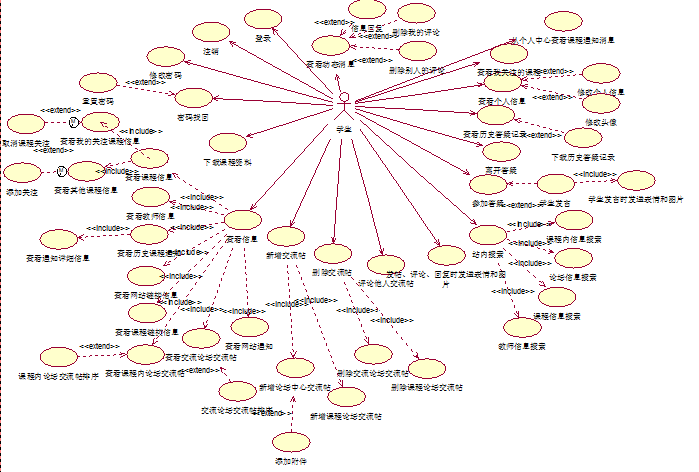 <<extend>>
信息回复
删除我的评论
登录
从个人中心查看课程通知消息
<<extend>>
注销
查看动态消息
<<extend>>
删除别人的评论
修改密码
查看我关注的课程
<<extend>>
修改个人信息
<<extend>>
重置密码
密码找回
查看个人信息
<<extend>>
修改头像
<<extend>>
取消课程关注
查看我的关注课程信息
<<include>>
学生
查看历史答疑记录
<<extend>>
下载历史答疑记录
<<extend>>
下载课程资料
离开答疑
添加关注
查看其他课程信息
<<include>>
查看课程信息
<<include>>
参加答疑
<<extend>>
学生发言
<<include>>
学生发言时发送表情和图片
查看教师信息
<<include>>
<<include>>
查看信息
新增交流帖
删除交流帖
评论他人交流帖
发帖、评论、回复时发送表情和图片
站内搜索
<<include>>
课程内信息搜索
<<include>>
论坛信息搜索
<<include>>
课程信息搜索
<<include>>
教师信息搜索
查看通知详细信息
<<extend>>
查看历史课程通知
<<include>>
查看网站链接信息
<<include>>
查看课程链接信息
<<include>>
<<include>>
<<include>>
<<include>>
<<include>>
<<include>>
查看网站通知
查看交流论坛交流帖
课程内论坛交流帖排序
<<extend>>
查看课程内论坛交流帖
<<extend>>
交流论坛交流帖排序
新增论坛中心交流帖
删除交流论坛交流帖
删除课程论坛交流帖
新增课程论坛交流帖
<<extend>>
添加附件